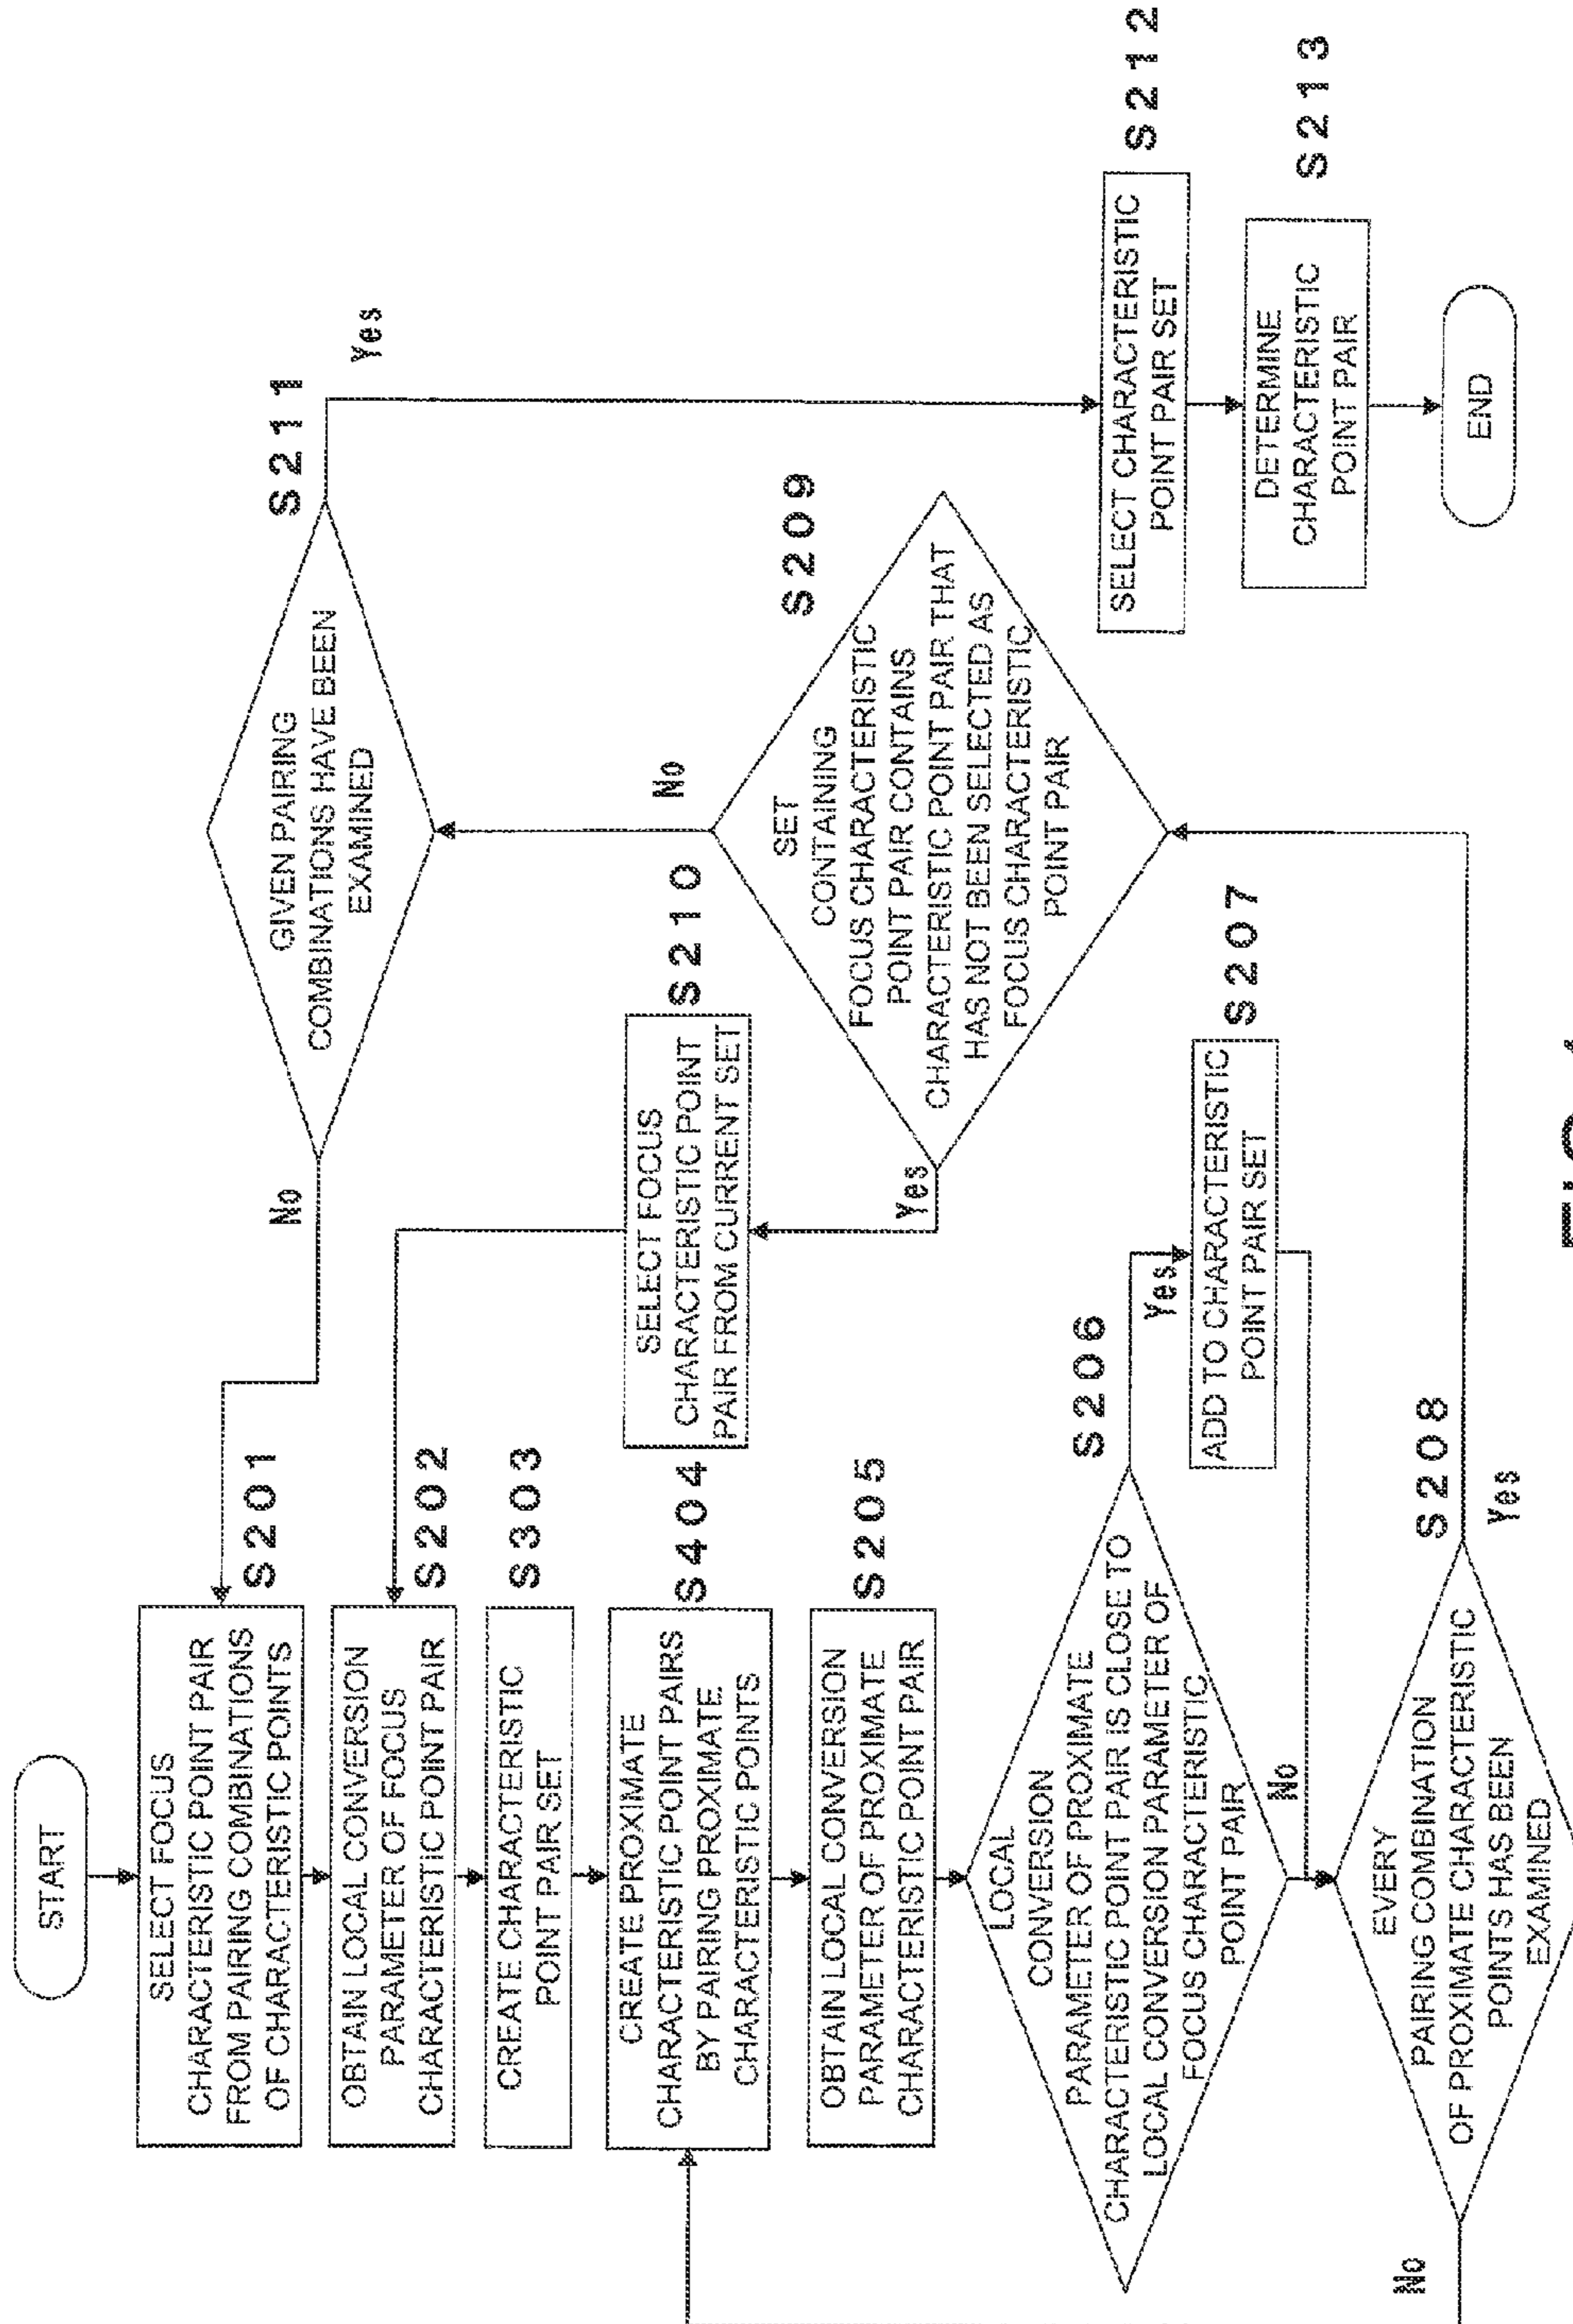 START
SELECT FOCUS
CHARACTERISTIC POINT PAIR
FROM PAIRING COMBINATIONS
OF CHARACTERISTIC POINTS
S201
OBTAIN LOCAL CONVERSION
PARAMETER OF FOCUS
CHARACTERISTIC POINT PAIR
S202
CREATE CHARACTERISTIC
POINT PAIR SET
S303
CREATE PROXIMATE
CHARACTERISTIC POINT PAIRS
BY PAIRING PROXIMATE
CHARACTERISTIC POINTS
S404
OBTAIN LOCAL CONVERSION
PARAMETER OF PROXIMATE
CHARACTERISTIC POINT PAIR
S205
LOCAL
CONVERSION
PARAMETER OF PROXIMATE
CHARACTERISTIC POINT PAIR IS CLOSE TO
LOCAL CONVERSION PARAMETER OF
FOCUS CHARACTERISTIC
POINT PAIR
S206
Yes
No
ADD TO CHARACTERISTIC
POINT PAIR SET
S207
EVERY
PAIRING COMBINATION
OF PROXIMATE CHARACTERISTIC
POINTS HAS BEEN
EXAMINED
S208
No
Yes
SET
CONTAINING
FOCUS CHARACTERISTIC
POINT PAIR CONTAINS
CHARACTERISTIC POINT PAIR THAT
HAS NOT BEEN SELECTED AS
FOCUS CHARACTERISTIC
POINT PAIR
S209
Yes
No
SELECT FOCUS
CHARACTERISTIC POINT
PAIR FROM CURRENT SET
S210
GIVEN PAIRING
COMBINATIONS HAVE BEEN
EXAMINED
S211
No
Yes
SELECT CHARACTERISTIC
POINT PAIR SET
S212
DETERMINE
CHARACTERISTIC
POINT PAIR
S213
END